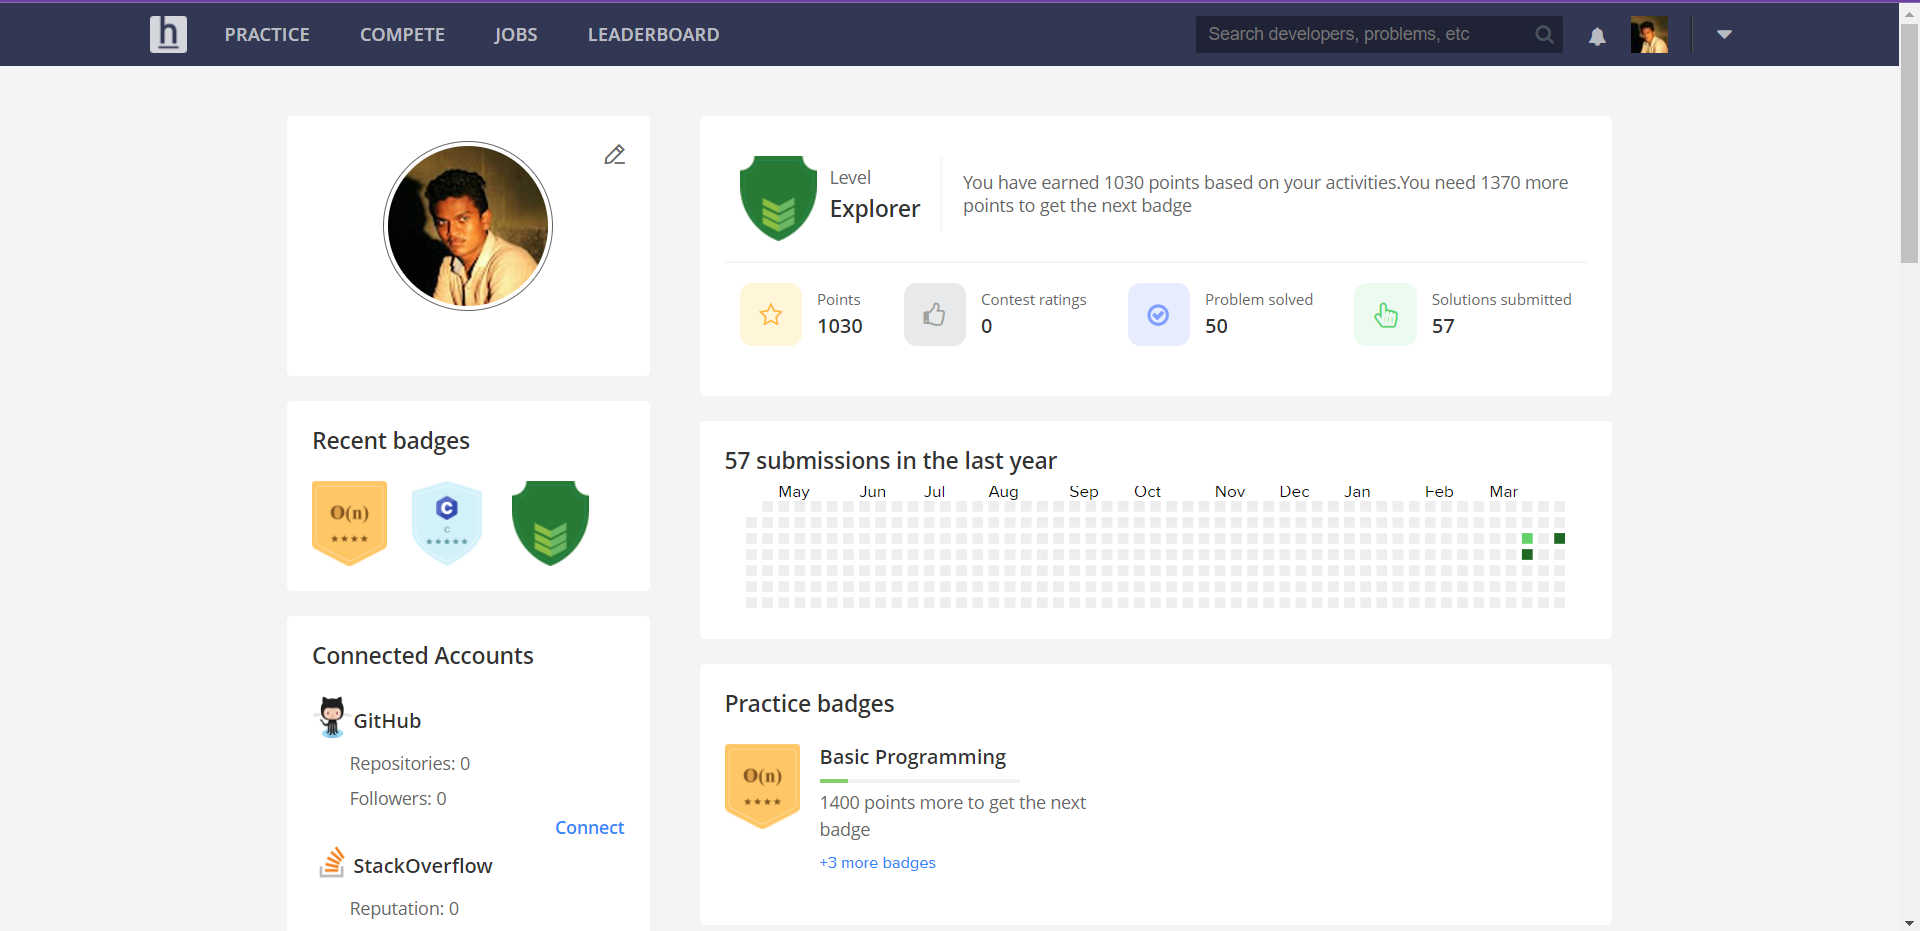 h PRACTICE COMPETE JOBS LEADERBOARD Search developers, problems, etc
Level
Explorer
You have earned 1030 points based on your activities.You need 1370 more
points to get the next badge
Points
1030
Contest ratings
0
Problem solved
50
Solutions submitted
57
Recent badges
O(n)
C
C
57 submissions in the last year
May Jun Jul Aug Sep Oct Nov Dec Jan Feb Mar
Connected Accounts
GitHub
Repositories: 0
Followers: 0
Connect
StackOverflow
Reputation: 0
Practice badges
O(n)
Basic Programming
1400 points more to get the next
badge
+3 more badges